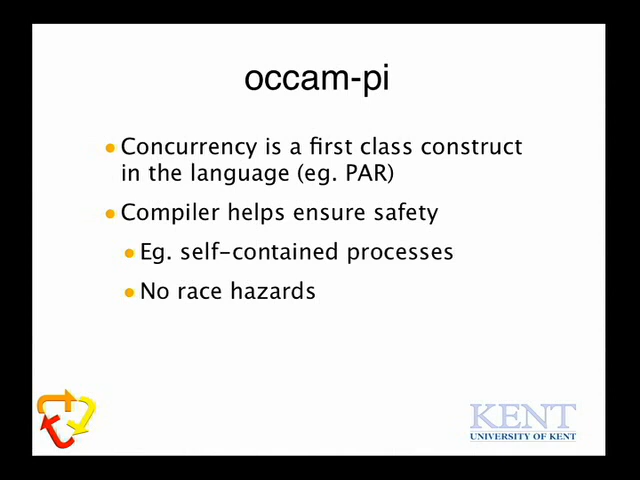 occam-pi
Concurrency is a first class construct
in the language (eg. PAR)
Compiler helps ensure safety
Eg. self-contained processes
No race hazards
KENT
UNIVERSITY OF KENT